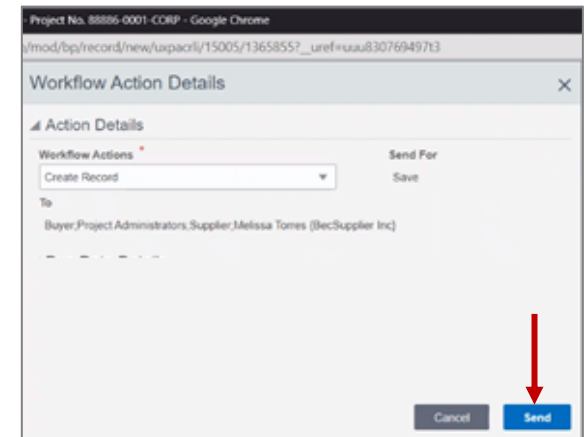 - Project No. 88886-0001-CORP - Google Chrome
/mod/bp/record/new/uxpacrli/15005/1365855?__uref=uuu830769497t3
Workflow Action Details
Action Details
Workflow Actions * Send For
Create Record Save
To
Buyer;Project Administrators;Supplier;Melissa Torres (BecSupplier Inc)
Cancel Send